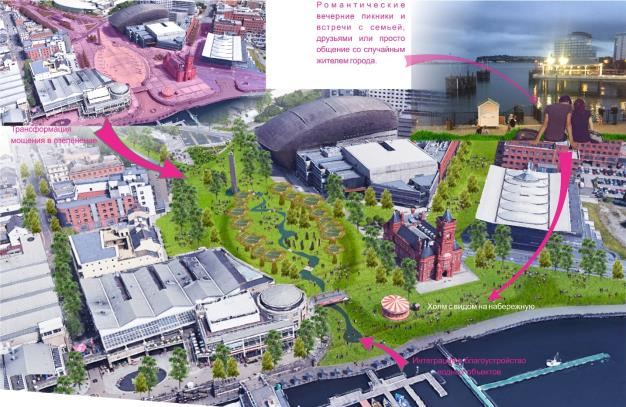 Романтические
вечерние пикники и
встречи с семьей,
друзьями или просто
общение со случайным
жителем города.
Трансформация
мощения в озеленение
Холм с видом на набережную
Интеграция и благоустройство
водных объектов